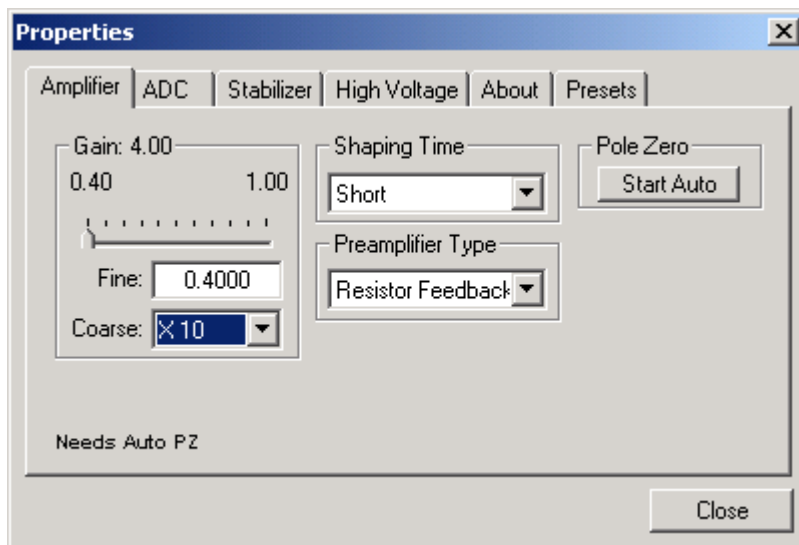 Properties
Amplifier ADC Stabilizer High Voltage About Presets
Gain: 4.00
0.40 1.00
Fine: 0.4000
Coarse: X 10
Shaping Time
Short
Preamplifier Type
Resistor Feedback
Pole Zero
Start Auto
Needs Auto PZ
Close